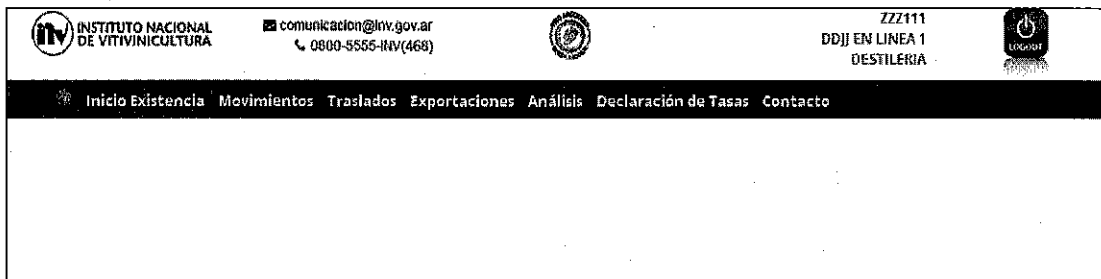 INSTITUTO NACIONAL
DE VITIVINICULTURA
comunicacion@inv.gov.ar
0800-5555-INV(468)
ZZZ111
DDJJ EN LINEA 1
DESTILERIA
LOGOUT
Inicio Existencia Movimientos Traslados Exportaciones Análisis Declaración de Tasas Contacto